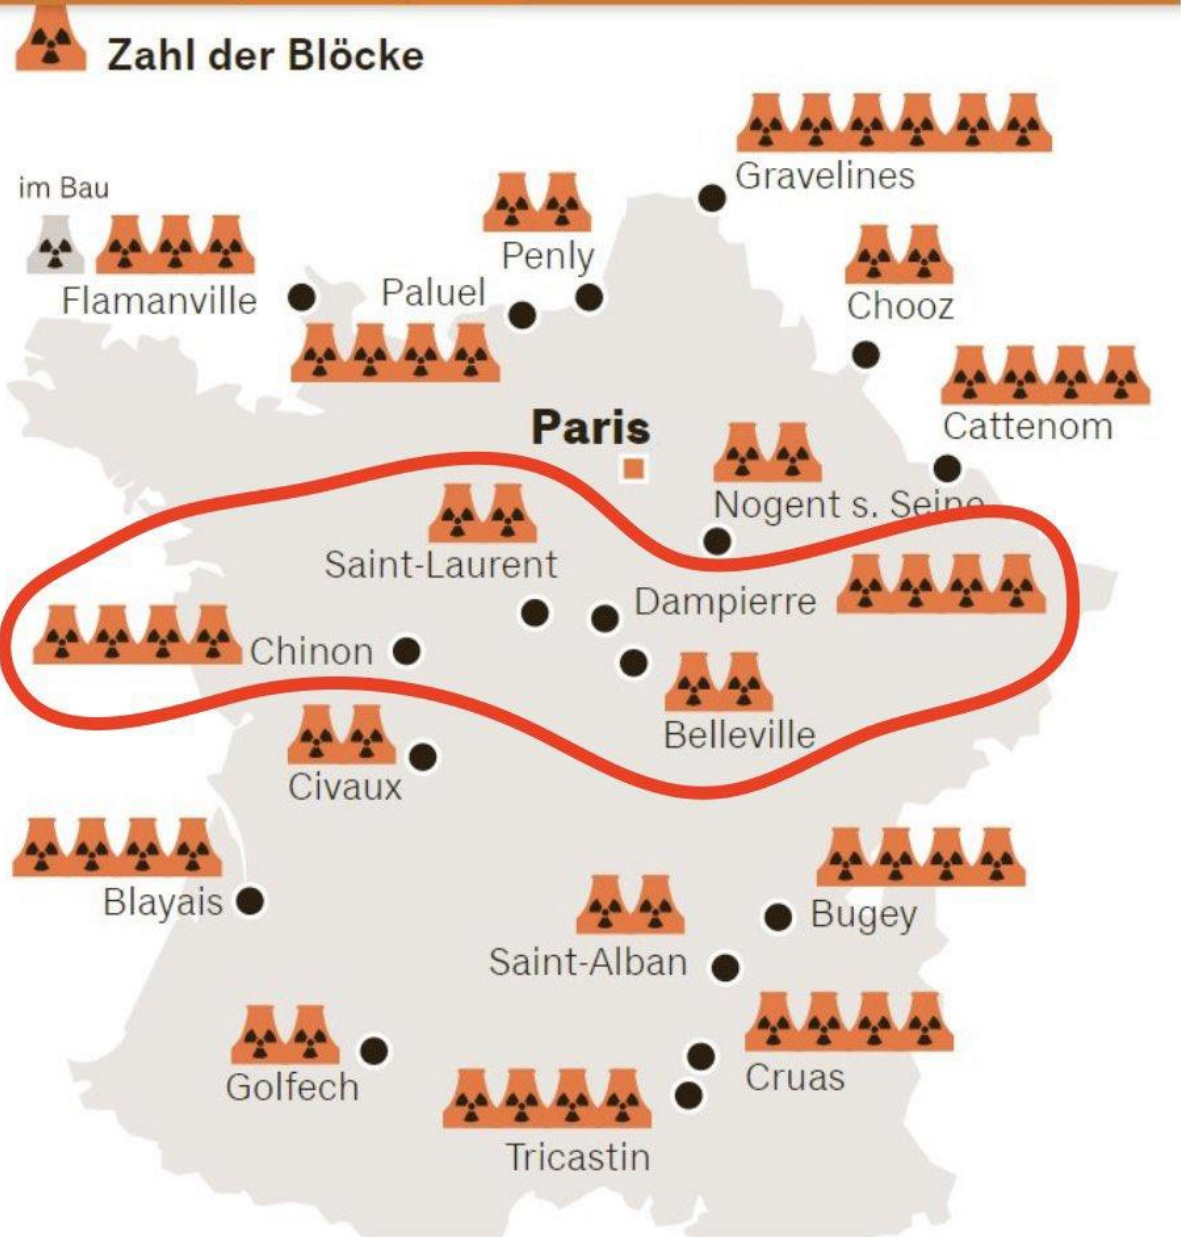 Zahl der Blöcke
Gravelines
im Bau
Penly
Flamanville
Paluel
Chooz
Cattenom
Paris
Nogent s. Seine
Saint-Laurent
Dampierre
Chinon
Belleville
Civaux
Blayais
Bugey
Saint-Alban
Cruas
Golfech
Tricastin